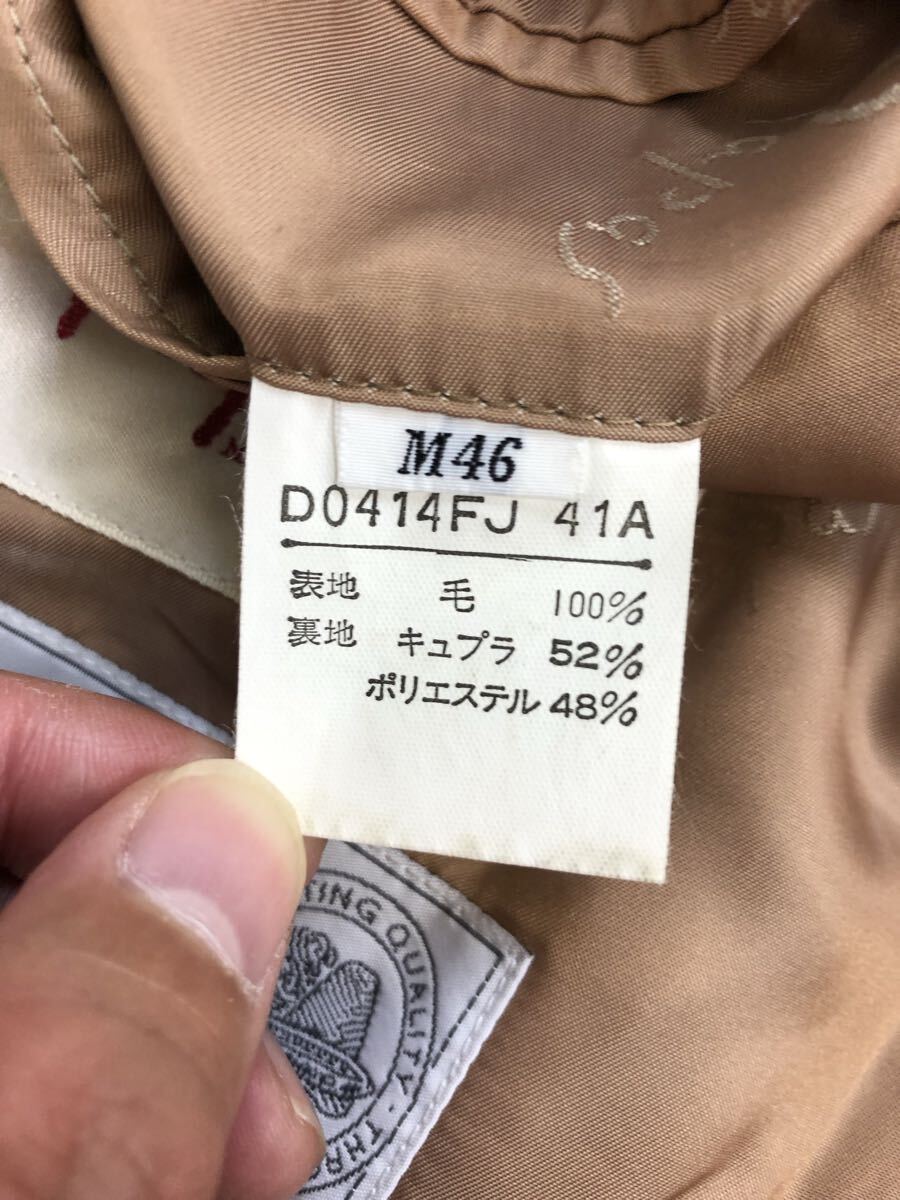 M46
D0414FJ 41A
表地 毛 100%
裏地 キュプラ 52%
ポリエステル 48%
QUALITY